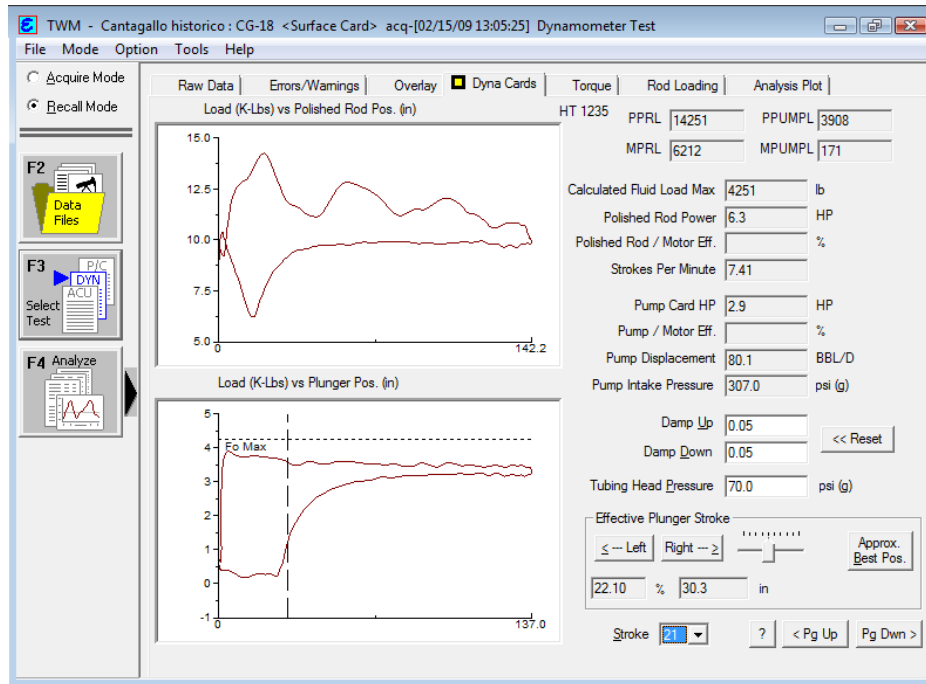 TWM - Cantagallo historico : CG-18 <Surface Card> acq-[02/15/09 13:05:25] Dynamometer Test
File Mode Option Tools Help
Acquire Mode
Recall Mode
F2
Data
Files
F3
P/C
DYN
ACU
Select
Test
F4 Analyze
Raw Data Errors/Warnings Overlay Dyna Cards Torque Rod Loading Analysis Plot
Load (K-Lbs) vs Polished Rod Pos. (in)
15.0
12.5
10.0
7.5
5.0
0 142.2
Load (K-Lbs) vs Plunger Pos. (in)
5
4
Fo Max
3
2
1
0
-1
0 137.0
HT 1235 PPRL 14251 PPUMPL 3908
MPRL 6212 MPUMPL 171
Calculated Fluid Load Max 4251 lb
Polished Rod Power 6.3 HP
Polished Rod / Motor Eff. %
Strokes Per Minute 7.41
Pump Card HP 2.9 HP
Pump / Motor Eff. %
Pump Displacement 80.1 BBL/D
Pump Intake Pressure 307.0 psi (g)
Damp Up 0.05
<< Reset
Damp Down 0.05
Tubing Head Pressure 70.0 psi (g)
Effective Plunger Stroke
< --- Left Right --- > Approx.
Best Pos.
22.10 % 30.3 in
Stroke 21 ? < Pg Up Pg Dwn >